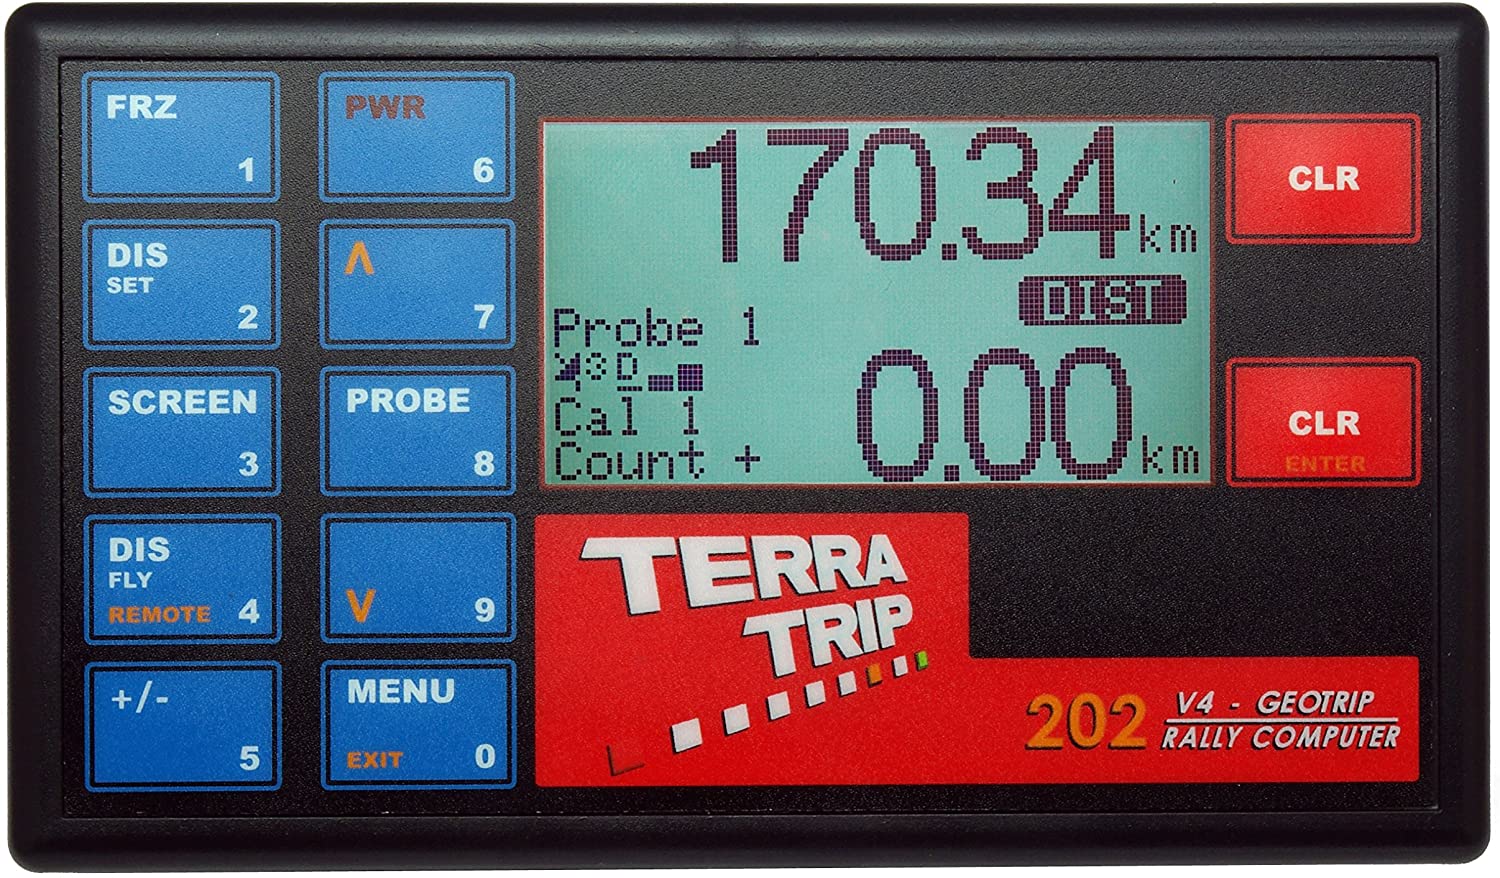 FRZ
1
PWR
6
DIS
SET
2
Λ
7
SCREEN
3
PROBE
8
DIS
FLY
REMOTE 4
V
9
+/-
5
MENU
EXIT 0
170.34 km
DIST
Probe 1
3D
Cal 1
Count +
0.00 km
CLR
CLR
ENTER
TERRA
TRIP
202
V4 - GEOTRIP
RALLY COMPUTER